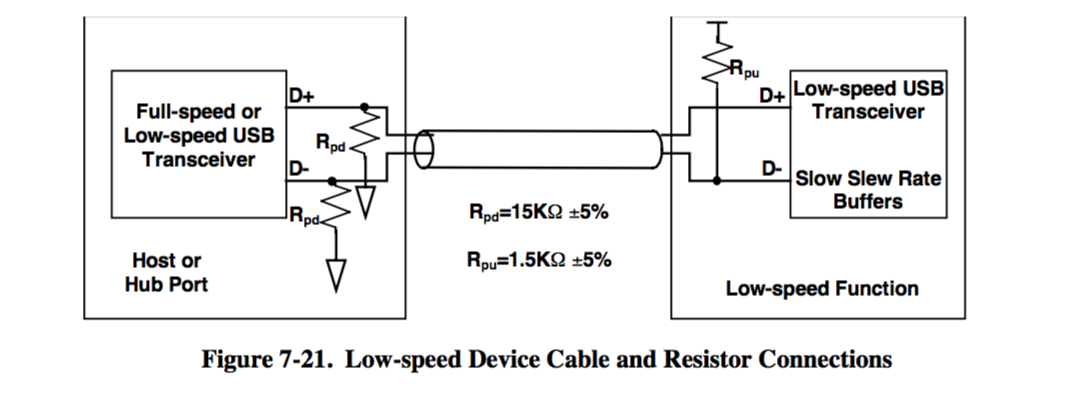 Full-speed or
Low-speed USB
Transceiver
D+
D-
Rpd
Rpd
Host or
Hub Port
Rpd=15KΩ ±5%
Rpu=1.5KΩ ±5%
Rpu
D+
D-
Low-speed USB
Transceiver
Slow Slew Rate
Buffers
Low-speed Function
Figure 7-21. Low-speed Device Cable and Resistor Connections